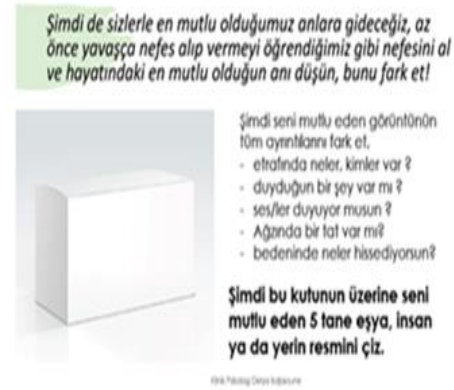 Şimdi de sizlerle en mutlu olduğumuz anlara gideceğiz, az
önce yavaşça nefes alıp vermeyi öğrendiğimiz gibi nefesini al
ve hayatındaki en mutlu olduğun anı düşün, bunu fark et!
Şimdi seni mutlu eden görüntünün
tüm ayrıntılarını fark et.
- etrafında neler, kimler var ?
- duyduğun bir şey var mı ?
- ses/ler duyuyor musun ?
- Ağzında bir tat var mı?
- bedeninde neler hissediyorsun?
Şimdi bu kutunun üzerine seni
mutlu eden 5 tane eşya, insan
ya da yerin resmini çiz.